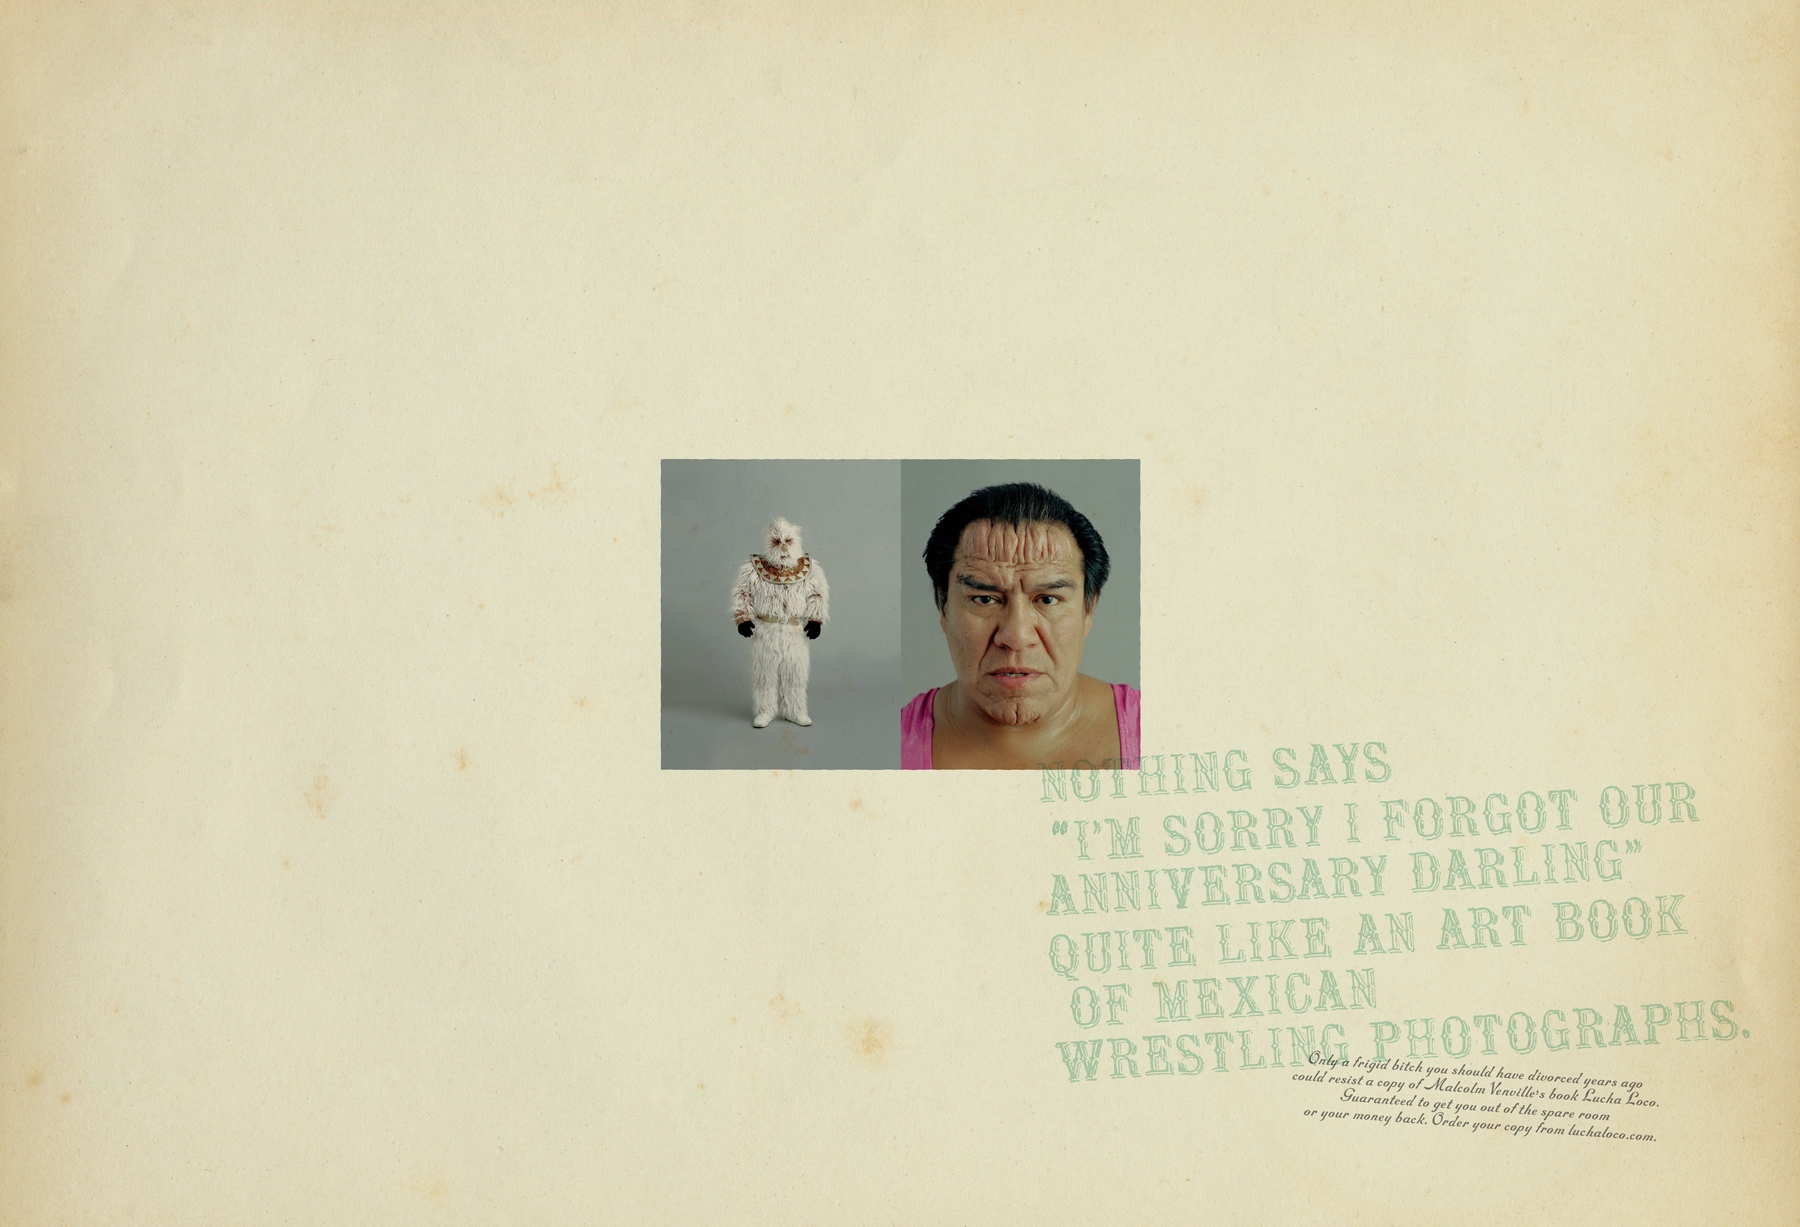 NOTHING SAYS
"I'M SORRY I FORGOT OUR
ANNIVERSARY DARLING"
QUITE LIKE AN ART BOOK
OF MEXICAN
WRESTLING PHOTOGRAPHS.
Only a frigid bitch you should have divorced years ago
could resist a copy of Malcolm Venville's book Lucha Loco.
Guaranteed to get you out of the spare room
or your money back. Order your copy from luchaloco.com.